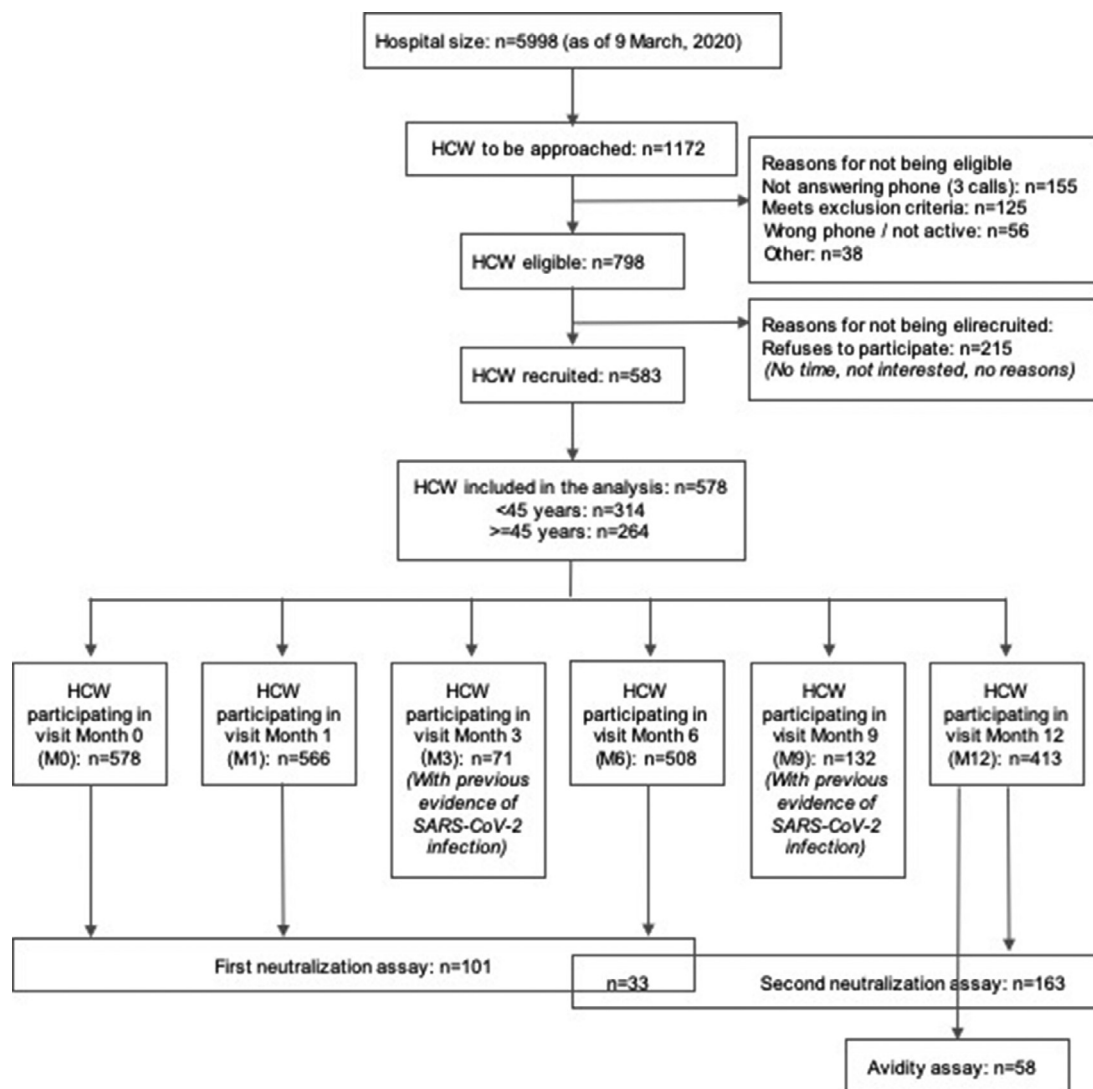 Hospital size: n=5998 (as of 9 March, 2020)
HCW to be approached: n=1172
Reasons for not being eligible
Not answering phone (3 calls): n=155
Meets exclusion criteria: n=125
Wrong phone / not active: n=56
Other: n=38
HCW eligible: n=798
Reasons for not being elirecruited:
Refuses to participate: n=215
(No time, not interested, no reasons)
HCW recruited: n=583
HCW included in the analysis: n=578
<45 years: n=314
>=45 years: n=264
HCW
participating in
visit Month 0
(M0): n=578
HCW
participating in
visit Month 1
(M1): n=566
HCW
participating in
visit Month 3
(M3): n=71
(With previous
evidence of
SARS-CoV-2
infection)
HCW
participating in
visit Month 6
(M6): n=508
HCW
participating in
visit Month 9
(M9): n=132
(With previous
evidence of
SARS-CoV-2
infection)
HCW
participating in
visit Month 12
(M12): n=413
First neutralization assay: n=101
n=33
Second neutralization assay: n=163
Avidity assay: n=58